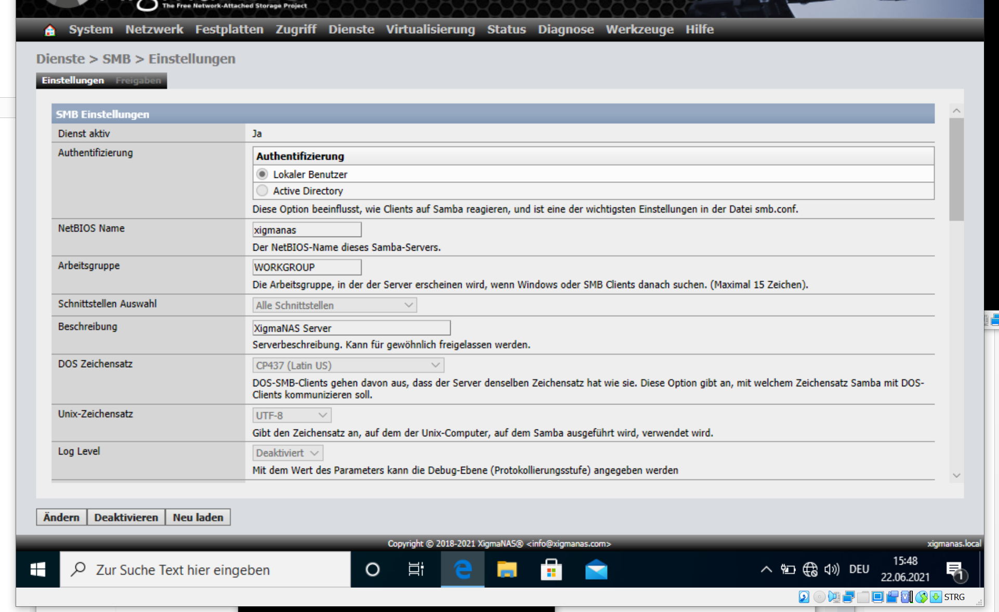 The Free Network-Attached Storage Project
System Netzwerk Festplatten Zugriff Dienste Virtualisierung Status Diagnose Werkzeuge Hilfe
Dienste > SMB > Einstellungen
Einstellungen Freigaben
SMB Einstellungen
Dienst aktiv Ja
Authentifizierung
Authentifizierung
Lokaler Benutzer
Active Directory
Diese Option beeinflusst, wie Clients auf Samba reagieren, und ist eine der wichtigsten Einstellungen in der Datei smb.conf.
NetBIOS Name xigmanas
Der NetBIOS-Name dieses Samba-Servers.
Arbeitsgruppe WORKGROUP
Die Arbeitsgruppe, in der der Server erscheinen wird, wenn Windows oder SMB Clients danach suchen. (Maximal 15 Zeichen).
Schnittstellen Auswahl Alle Schnittstellen
Beschreibung XigmaNAS Server
Serverbeschreibung. Kann für gewöhnlich freigelassen werden.
DOS Zeichensatz CP437 (Latin US)
DOS-SMB-Clients gehen davon aus, dass der Server denselben Zeichensatz hat wie sie. Diese Option gibt an, mit welchem Zeichensatz Samba mit DOS-
Clients kommunizieren soll.
Unix-Zeichensatz UTF-8
Gibt den Zeichensatz an, auf dem der Unix-Computer, auf dem Samba ausgeführt wird, verwendet wird.
Log Level Deaktiviert
Mit dem Wert des Parameters kann die Debug-Ebene (Protokollierungsstufe) angegeben werden
Ändern Deaktivieren Neu laden
Copyright © 2018-2021 XigmaNAS® <info@xigmanas.com> xigmanas.local
Zur Suche Text hier eingeben DEU 15:48
22.06.2021 1
STRG